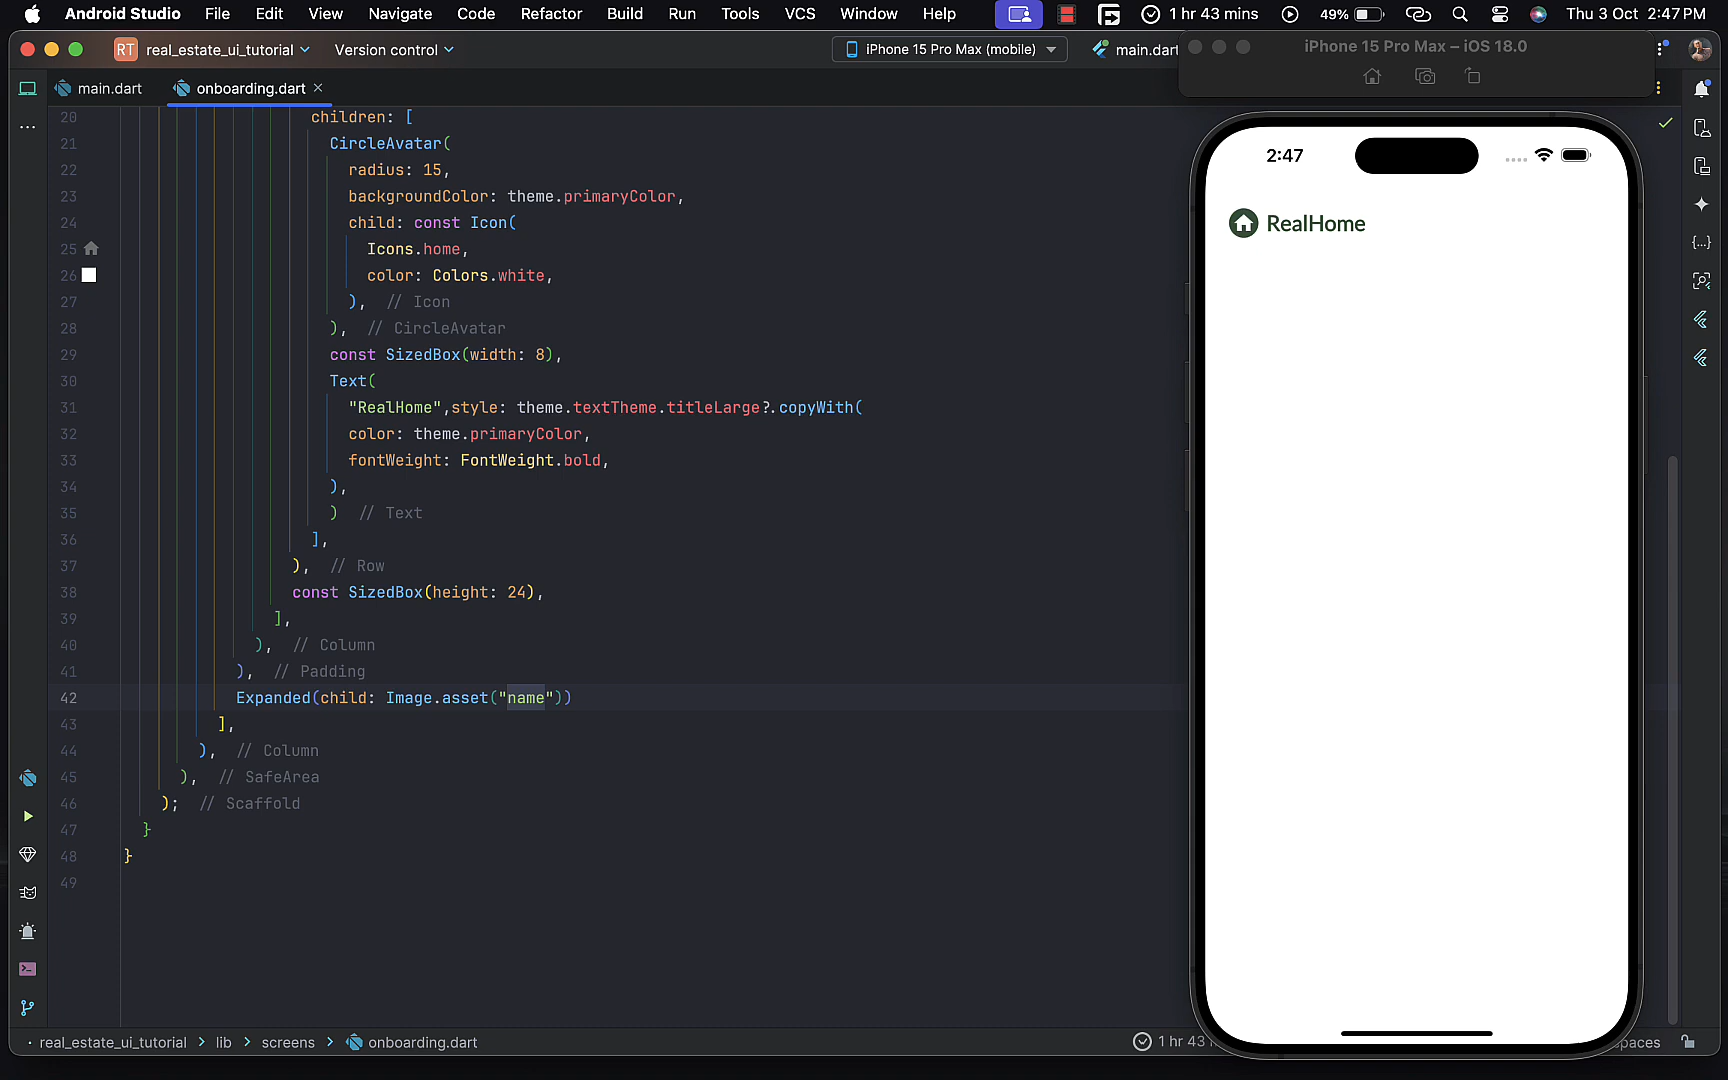 Android Studio File Edit View Navigate Code Refactor Build Run Tools VCS Window Help 1 hr 43 mins 49% Thu 3 Oct 2:47 PM
RT real_estate_ui_tutorial Version control iPhone 15 Pro Max (mobile) main.dart iPhone 15 Pro Max – iOS 18.0
main.dart onboarding.dart
20 children: [
21 CircleAvatar(
22 radius: 15,
23 backgroundColor: theme.primaryColor,
24 child: const Icon(
25 Icons.home,
26 color: Colors.white,
27 ), // Icon
28 ), // CircleAvatar
29 const SizedBox(width: 8),
30 Text(
31 "RealHome",style: theme.textTheme.titleLarge?.copyWith(
32 color: theme.primaryColor,
33 fontWeight: FontWeight.bold,
34 ),
35 ) // Text
36 ],
37 ), // Row
38 const SizedBox(height: 24),
39 ],
40 ), // Column
41 ), // Padding
42 Expanded(child: Image.asset("name"))
43 ],
44 ), // Column
45 ), // SafeArea
46 ); // Scaffold
47 }
48 }
49
2:47
RealHome
real_estate_ui_tutorial > lib > screens > onboarding.dart 1 hr 43 spaces